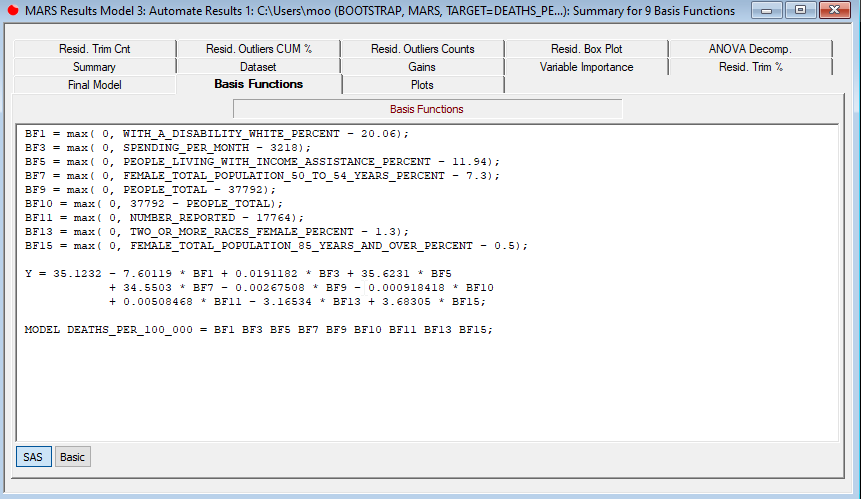 MARS Results Model 3: Automate Results 1: C:\Users\moo (BOOTSTRAP, MARS, TARGET=DEATHS_PE...): Summary for 9 Basis Functions
Resid. Trim Cnt Resid. Outliers CUM % Resid. Outliers Counts Resid. Box Plot ANOVA Decomp.
Summary Dataset Gains Variable Importance Resid. Trim %
Final Model Basis Functions Plots
Basis Functions
BF1 = max( 0, WITH_A_DISABILITY_WHITE_PERCENT - 20.06);
BF3 = max( 0, SPENDING_PER_MONTH - 3218);
BF5 = max( 0, PEOPLE_LIVING_WITH_INCOME_ASSISTANCE_PERCENT - 11.94);
BF7 = max( 0, FEMALE_TOTAL_POPULATION_50_TO_54_YEARS_PERCENT - 7.3);
BF9 = max( 0, PEOPLE_TOTAL - 37792);
BF10 = max( 0, 37792 - PEOPLE_TOTAL);
BF11 = max( 0, NUMBER_REPORTED - 17764);
BF13 = max( 0, TWO_OR_MORE_RACES_FEMALE_PERCENT - 1.3);
BF15 = max( 0, FEMALE_TOTAL_POPULATION_85_YEARS_AND_OVER_PERCENT - 0.5);
Y = 35.1232 - 7.60119 * BF1 + 0.0191182 * BF3 + 35.6231 * BF5
+ 34.5503 * BF7 - 0.00267508 * BF9 - 0.000918418 * BF10
+ 0.00508468 * BF11 - 3.16534 * BF13 + 3.68305 * BF15;
MODEL DEATHS_PER_100_000 = BF1 BF3 BF5 BF7 BF9 BF10 BF11 BF13 BF15;
SAS Basic